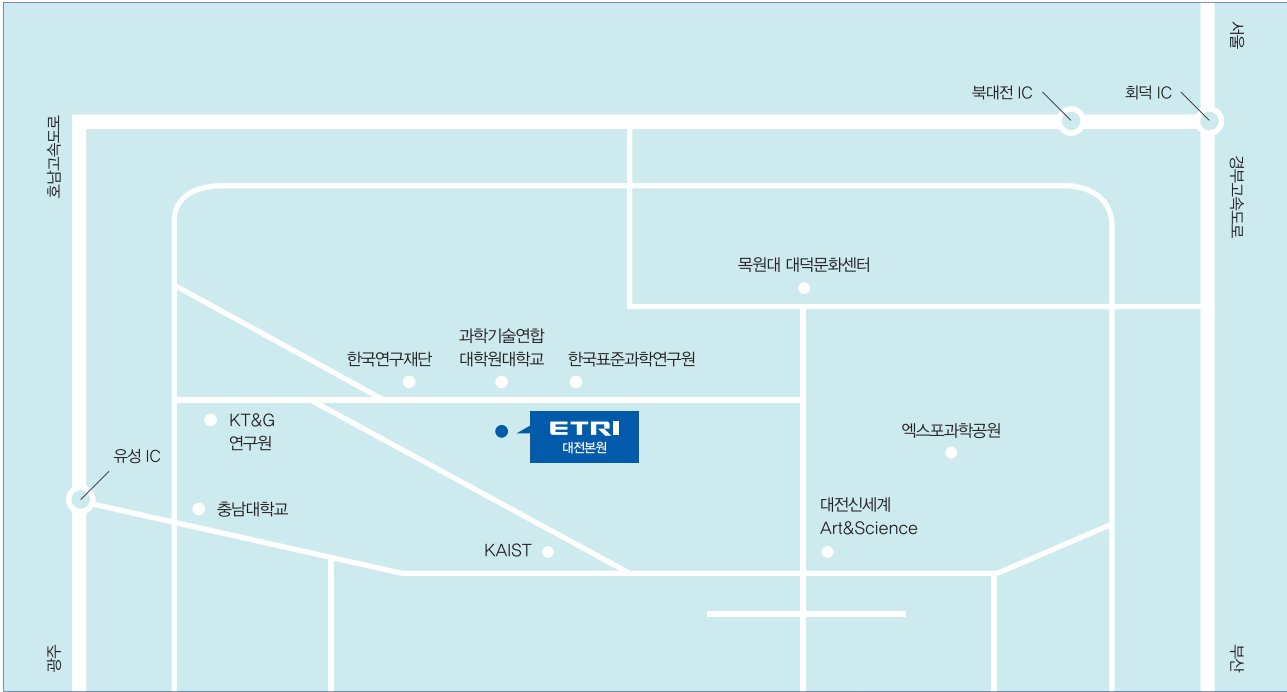 서울
북대전 IC
회덕 IC
호남고속도로
경부고속도로
목원대 대덕문화센터
과학기술연합
대학원대학교
한국연구재단
한국표준과학연구원
KT&G
연구원
ETRI
대전본원
엑스포과학공원
유성 IC
충남대학교
대전신세계
Art&Science
KAIST
광주
부산